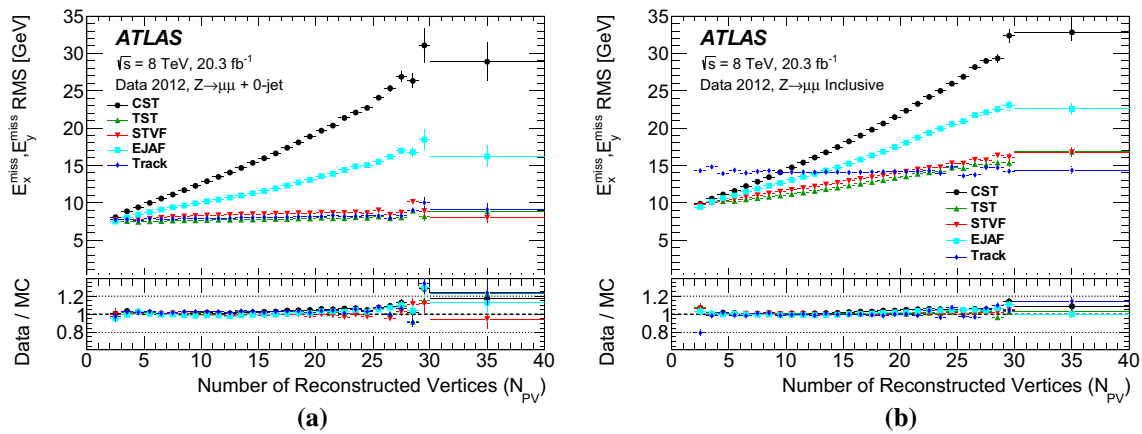 E_x^miss, E_y^miss RMS [GeV]
35
30
25
20
15
10
5
ATLAS
√s = 8 TeV, 20.3 fb⁻¹
Data 2012, Z→μμ + 0-jet
CST
TST
STVF
EJAF
Track
Data / MC
1.2
1
0.8
0 5 10 15 20 25 30 35 40
Number of Reconstructed Vertices (N_PV)
(a)
E_x^miss, E_y^miss RMS [GeV]
35
30
25
20
15
10
5
ATLAS
√s = 8 TeV, 20.3 fb⁻¹
Data 2012, Z→μμ Inclusive
CST
TST
STVF
EJAF
Track
Data / MC
1.2
1
0.8
0 5 10 15 20 25 30 35 40
Number of Reconstructed Vertices (N_PV)
(b)